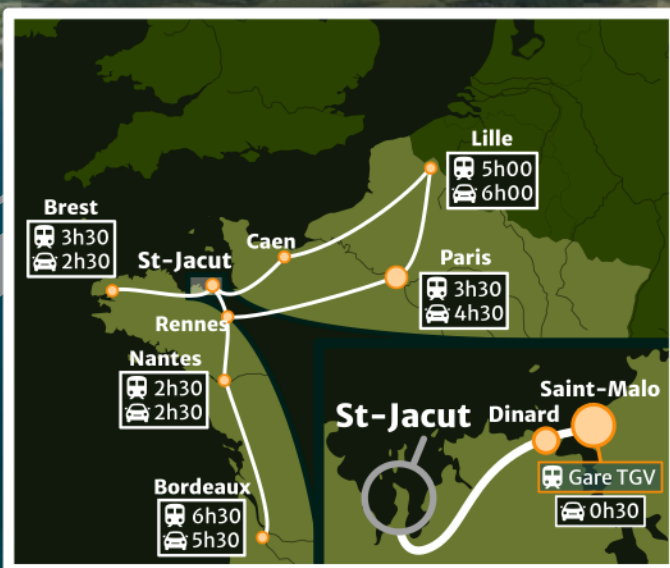 Lille
5h00
6h00
Brest
3h30
2h30
St-Jacut
Caen
Paris
3h30
4h30
Rennes
Nantes
2h30
2h30
Bordeaux
6h30
5h30
St-Jacut
Dinard
Saint-Malo
Gare TGV
0h30